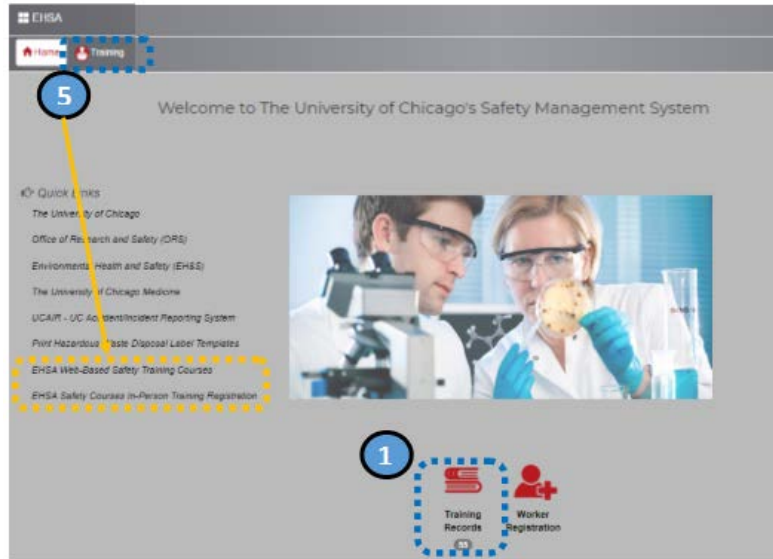 EHSA
Home Training
5
Welcome to The University of Chicago's Safety Management System
Quick Links
The University of Chicago
Office of Research and Safety (ORS)
Environmental Health and Safety (EH&S)
The University of Chicago Medicine
UCAIR - UC Accident/Incident Reporting System
Print Hazardous Waste Disposal Label Templates
EHSA Web-Based Safety Training Courses
EHSA Safety Courses In-Person Training Registration
1
Training Records
Worker Registration